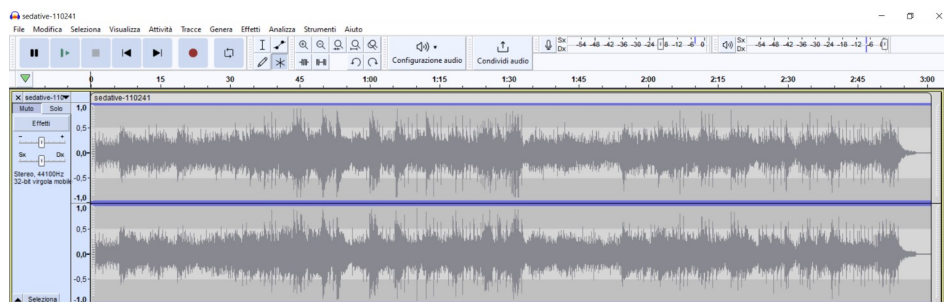 sedative-110241
File Modifica Seleziona Visualizza Attività Tracce Genera Effetti Analizza Strumenti Aiuto
Configurazione audio
Condividi audio
Sx
Dx
-54 -48 -42 -36 -30 -24 -18 -12 -6 0
Sx
Dx
-54 -48 -42 -36 -30 -24 -18 -12 -6 0
0 15 30 45 1:00 1:15 1:30 1:45 2:00 2:15 2:30 2:45 3:00
sedative-110
sedative-110241
Muto Solo
Effetti
- +
Sx Dx
Stereo, 44100Hz
32-bit virgola mobile
Seleziona
1,0
0,5-
0,0-
-0,5-
-1,0
1,0
0,5-
0,0-
-0,5-
-1,0